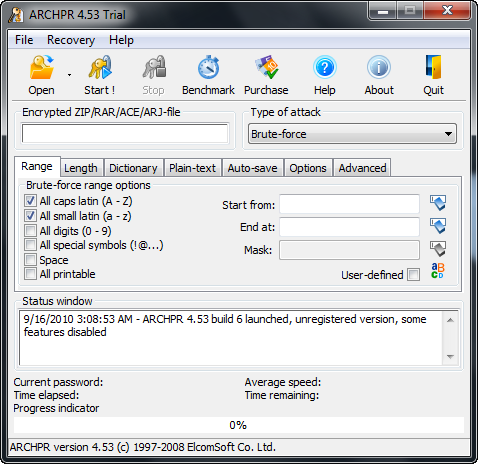 ARCHPR 4.53 Trial
File Recovery Help
Open Start ! Stop Benchmark Purchase Help About Quit
Encrypted ZIP/RAR/ACE/ARJ-file
Type of attack
Brute-force
Range Length Dictionary Plain-text Auto-save Options Advanced
Brute-force range options
All caps latin (A - Z)
All small latin (a - z)
All digits (0 - 9)
All special symbols (!@...)
Space
All printable
Start from:
End at:
Mask:
User-defined
aBCD
Status window
9/16/2010 3:08:53 AM - ARCHPR 4.53 build 6 launched, unregistered version, some
features disabled
Current password:
Average speed:
Time elapsed:
Time remaining:
Progress indicator
0%
ARCHPR version 4.53 (c) 1997-2008 ElcomSoft Co. Ltd.